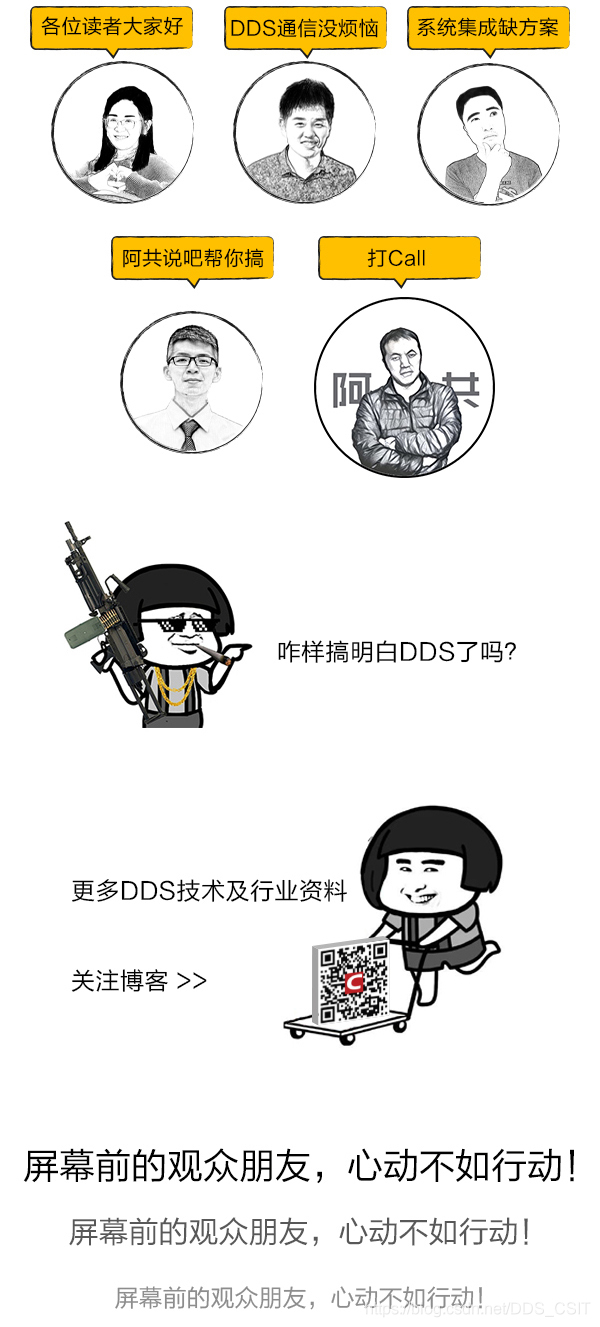 各位读者大家好
DDS通信没烦恼
系统集成缺方案
阿共说吧帮你搞
打Call
阿 共
咋样搞明白DDS了吗?
更多DDS技术及行业资料
关注博客 >>
C
屏幕前的观众朋友，心动不如行动！
屏幕前的观众朋友，心动不如行动！
屏幕前的观众朋友，心动不如行动！
https://blog.csdn.net/DDS_CSIT